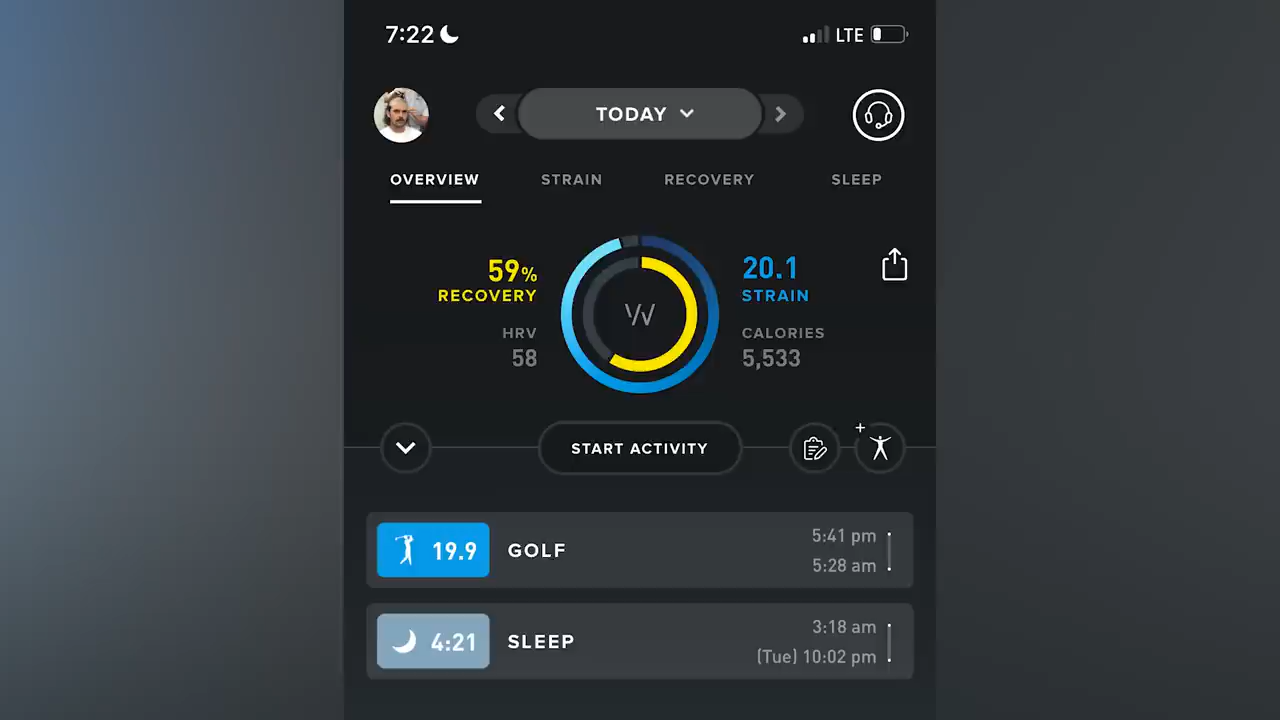 7:22 LTE
TODAY
OVERVIEW STRAIN RECOVERY SLEEP
59% 20.1
RECOVERY STRAIN
HRV CALORIES
58 5,533
START ACTIVITY
19.9 GOLF 5:41 pm
5:28 am
4:21 SLEEP 3:18 am
(Tue) 10:02 pm